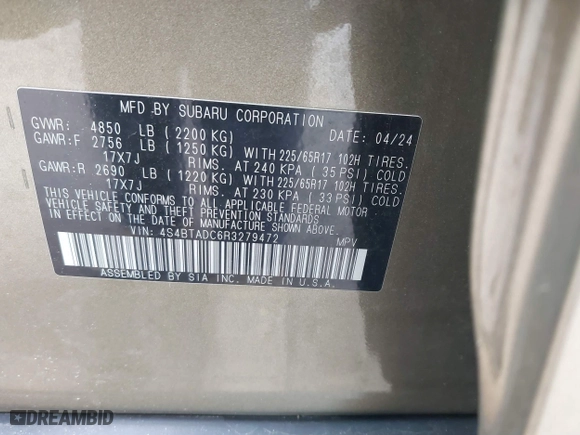 MFD.BY SUBARU CORPORATION
GVWR: 4850 LB (2200 KG) DATE: 04/24
GAWR:F 2756 LB (1250 KG) WITH 225/65R17 102H TIRES.
17X7J RIMS. AT 240 KPA (35 PSI) COLD
GAWR:R 2690 LB (1220 KG) WITH 225/65R17 102H TIRES.
17X7J RIMS. AT 230 KPA (33 PSI) COLD
THIS VEHICLE CONFORMS TO ALL APPLICABLE FEDERAL MOTOR
VEHICLE SAFETY AND THEFT PREVENTION STANDARDS
IN EFFECT ON THE DATE OF MANUFACTURE SHOWN ABOVE.
VIN: 4S4BTADC6R3279472 MPV
ASSEMBLED BY SIA INC. MADE IN U.S.A.
DREAMBID